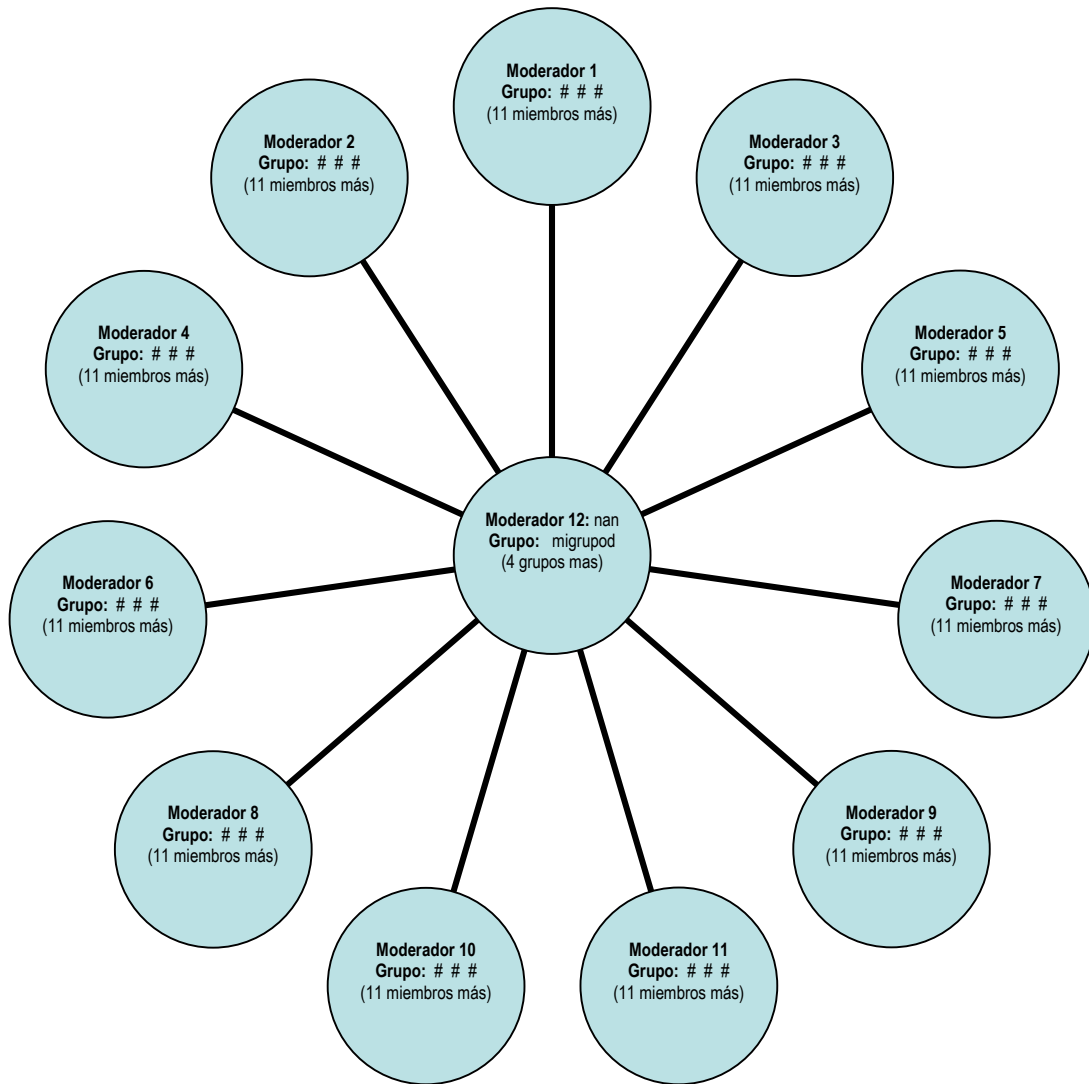 Moderador 1
Grupo: # # #
(11 miembros más)
Moderador 2
Grupo: # # #
(11 miembros más)
Moderador 3
Grupo: # # #
(11 miembros más)
Moderador 4
Grupo: # # #
(11 miembros más)
Moderador 5
Grupo: # # #
(11 miembros más)
Moderador 12: nan
Grupo: migrupod
(4 grupos mas)
Moderador 6
Grupo: # # #
(11 miembros más)
Moderador 7
Grupo: # # #
(11 miembros más)
Moderador 8
Grupo: # # #
(11 miembros más)
Moderador 9
Grupo: # # #
(11 miembros más)
Moderador 10
Grupo: # # #
(11 miembros más)
Moderador 11
Grupo: # # #
(11 miembros más)